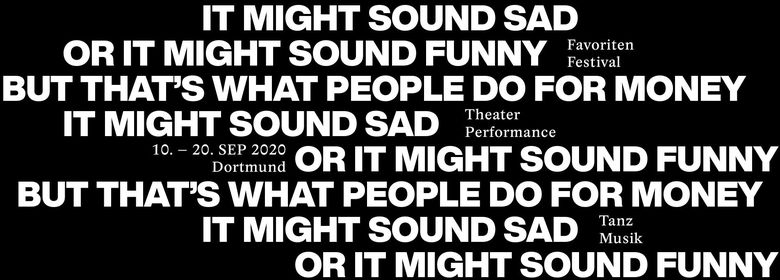 IT MIGHT SOUND SAD
OR IT MIGHT SOUND FUNNY
Favoriten
Festival
BUT THAT’S WHAT PEOPLE DO FOR MONEY
IT MIGHT SOUND SAD
Theater
Performance
10. – 20. SEP 2020
Dortmund
OR IT MIGHT SOUND FUNNY
BUT THAT’S WHAT PEOPLE DO FOR MONEY
IT MIGHT SOUND SAD
Tanz
Musik
OR IT MIGHT SOUND FUNNY